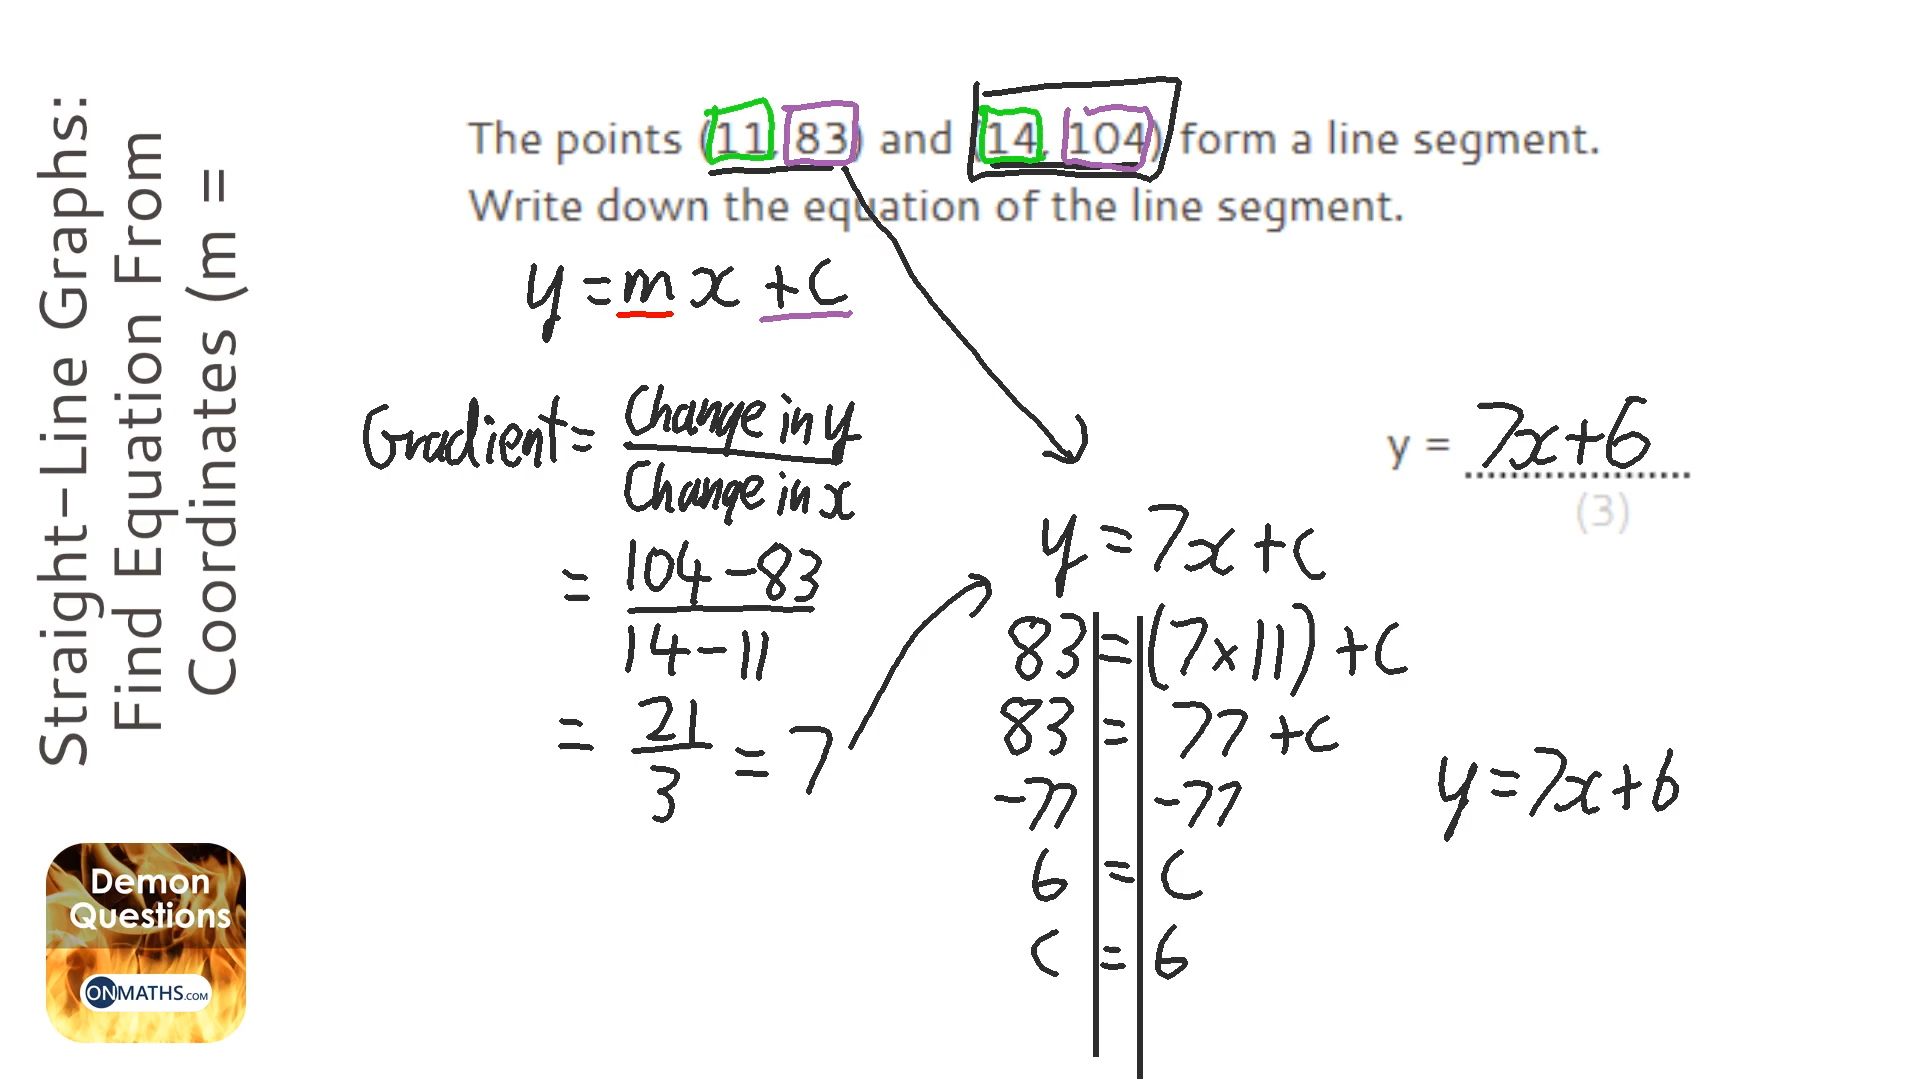 Straight-Line Graphs:
Find Equation From
Coordinates (m =
The points (11, 83) and (14, 104) form a line segment.
Write down the equation of the line segment.
y = mx + c
Gradient = Change in y
Change in x
= 104 - 83
14 - 11
= 21
3
= 7
y = 7x + c
83 = (7 x 11) + c
83 = 77 + c
-77 -77
6 = c
c = 6
y = 7x + 6
y = 7x + 6
(3)
Demon
Questions
ONMATHS.COM